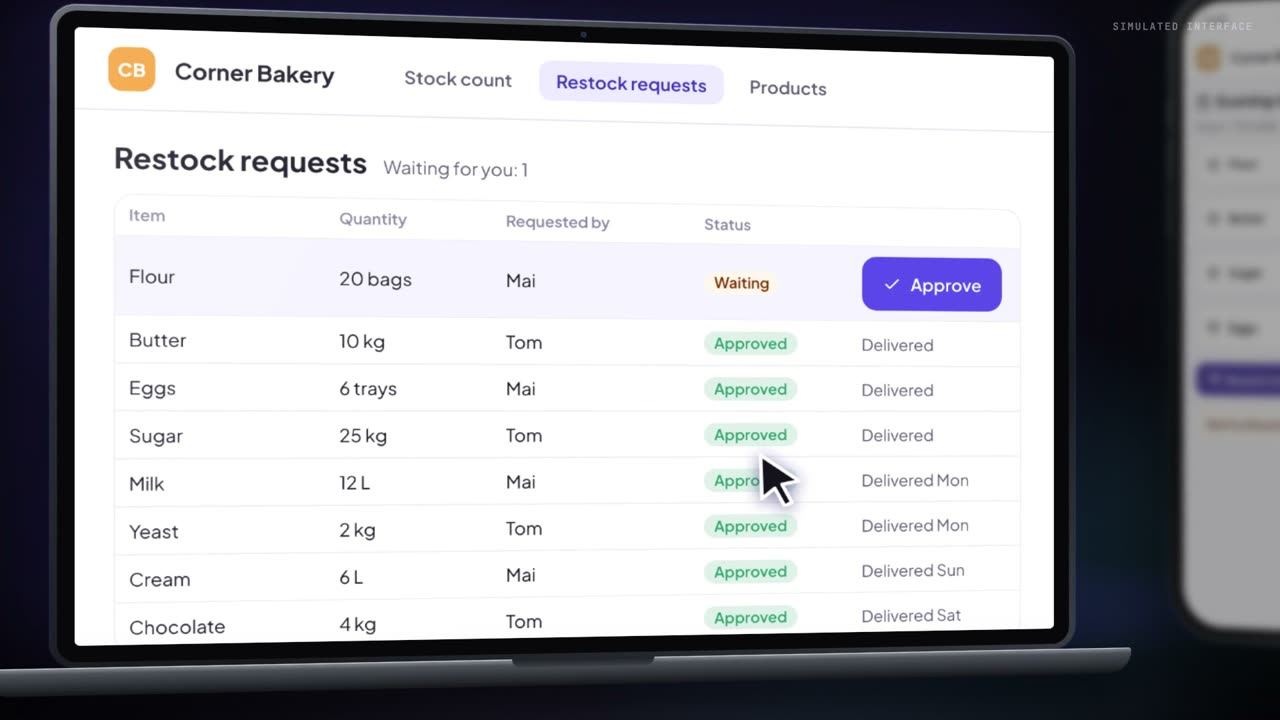 SIMULATED INTERFACE
CB
Corner Bakery
Stock count
Restock requests
Products
Restock requests
Waiting for you: 1
Item Quantity Requested by Status
Flour 20 bags Mai Waiting Approve
Butter 10 kg Tom Approved Delivered
Eggs 6 trays Mai Approved Delivered
Sugar 25 kg Tom Approved Delivered
Milk 12 L Mai Delivered Mon
Yeast 2 kg Tom Approved Delivered Mon
Cream 6 L Mai Approved Delivered Sun
Chocolate 4 kg Tom Approved Delivered Sat